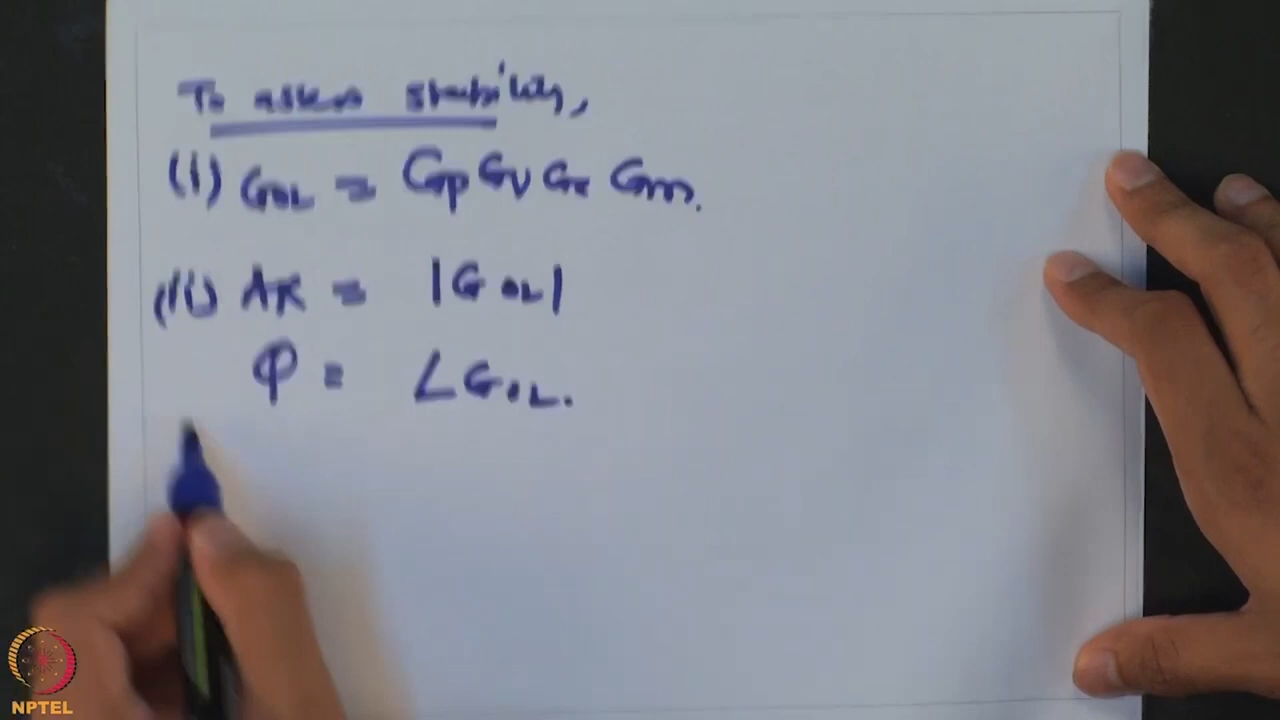 To assess stability,
(i) GOL = Gp Gv Gc Gm.
(ii) AR = |GOL|
φ = ∠GOL.
NPTEL